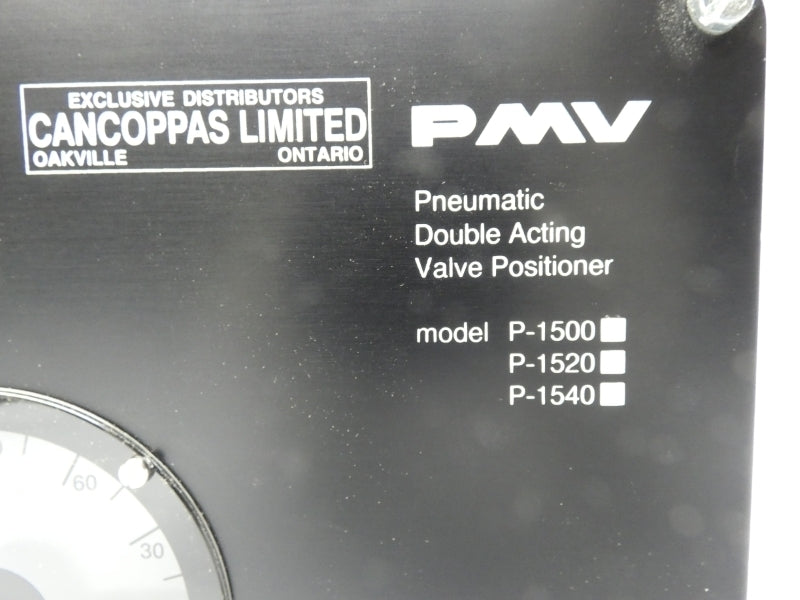 EXCLUSIVE DISTRIBUTORS
CANCOPPAS LIMITED
OAKVILLE ONTARIO
PMV
Pneumatic
Double Acting
Valve Positioner
model P-1500
P-1520
P-1540
60
30